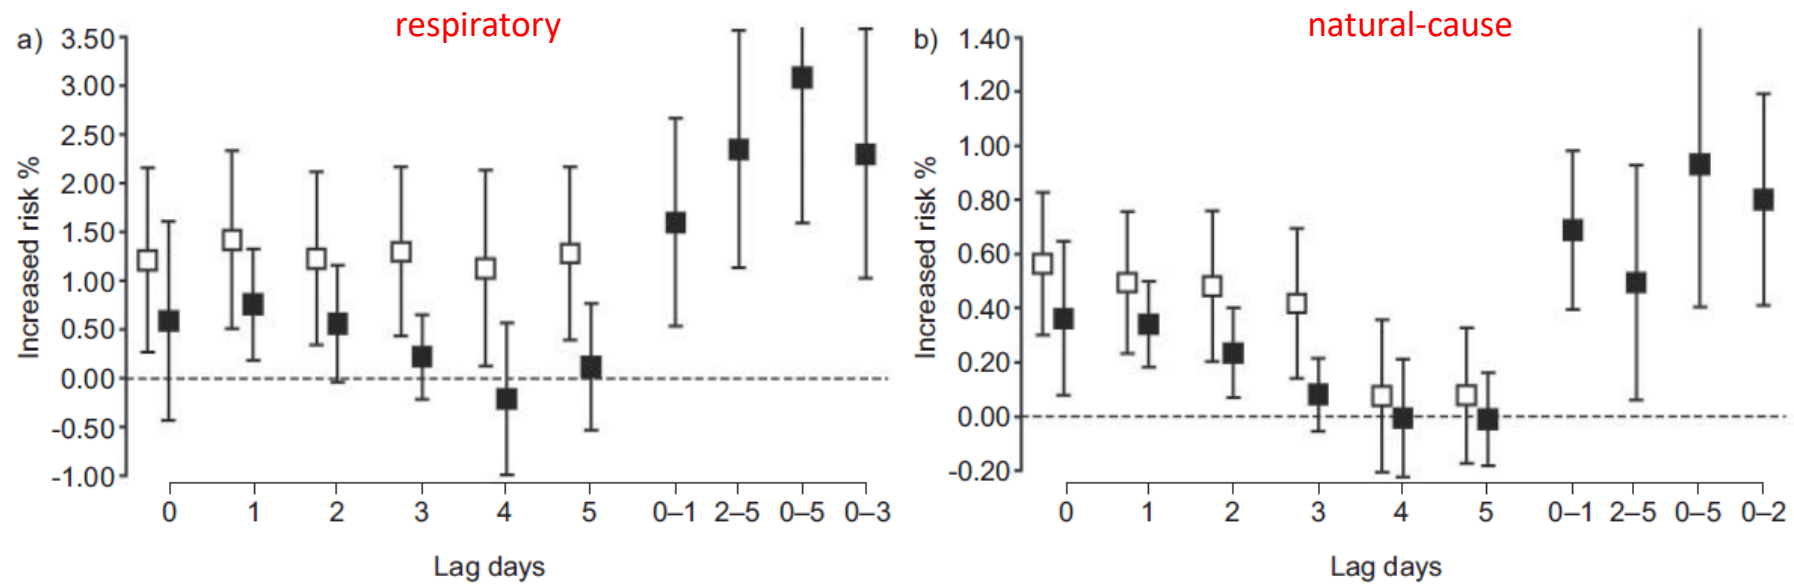 respiratory
a)
3.50
3.00
2.50
2.00
1.50
1.00
0.50
0.00
-0.50
-1.00
Increased risk %
0 1 2 3 4 5 0–1 2–5 0–5 0–3
Lag days
natural-cause
b)
1.40
1.20
1.00
0.80
0.60
0.40
0.20
0.00
-0.20
Increased risk %
0 1 2 3 4 5 0–1 2–5 0–5 0–2
Lag days